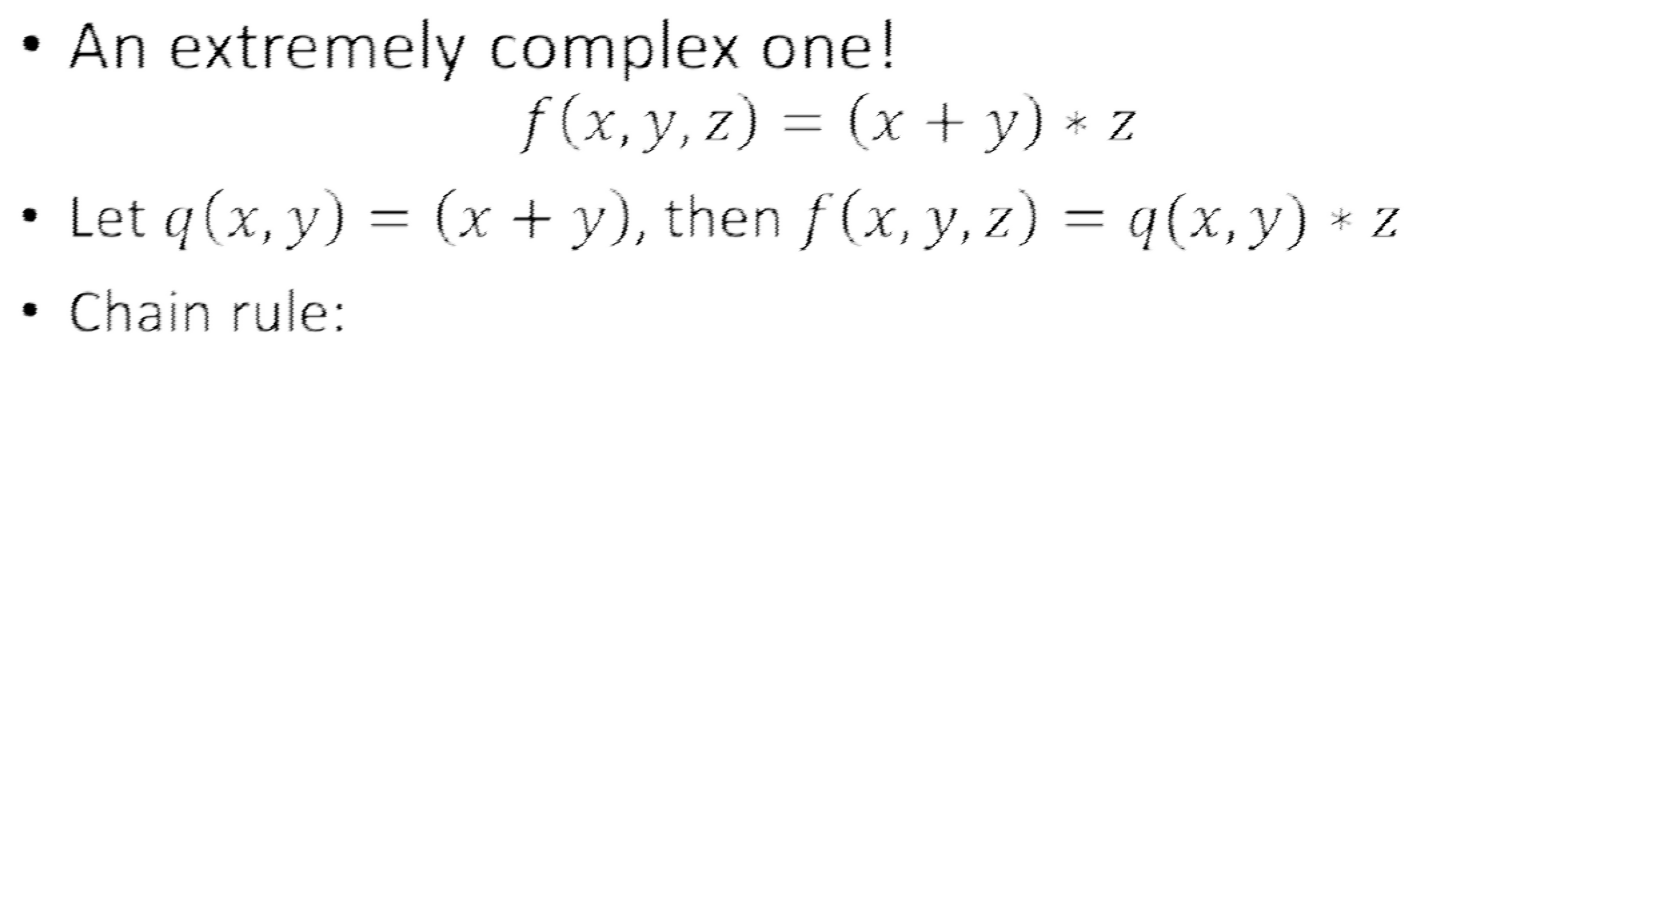 • An extremely complex one!
f(x, y, z) = (x + y) * z
• Let q(x, y) = (x + y), then f(x, y, z) = q(x, y) * z
• Chain rule: